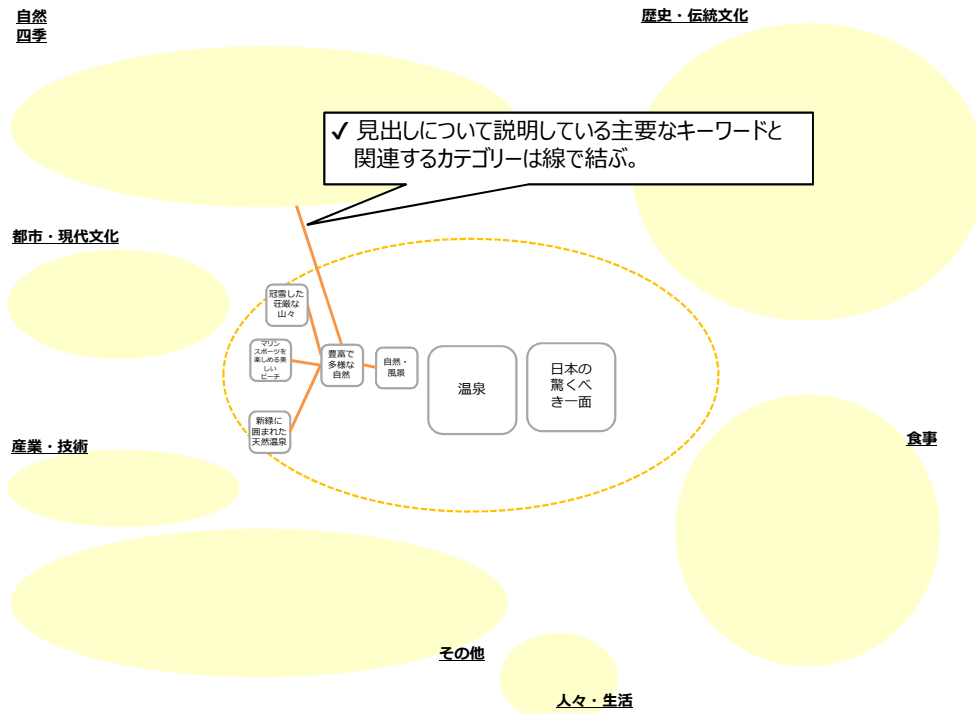 自然
四季
歴史・伝統文化
✓ 見出しについて説明している主要なキーワードと
関連するカテゴリーは線で結ぶ。
都市・現代文化
冠雪した
荘厳な
山々
マリン
スポーツを
楽しめる美
しい
ビーチ
豊富で
多様な
自然
自然・
風景
温泉
日本の
驚くべ
き一面
新緑に
囲まれた
天然温泉
産業・技術
食事
その他
人々・生活